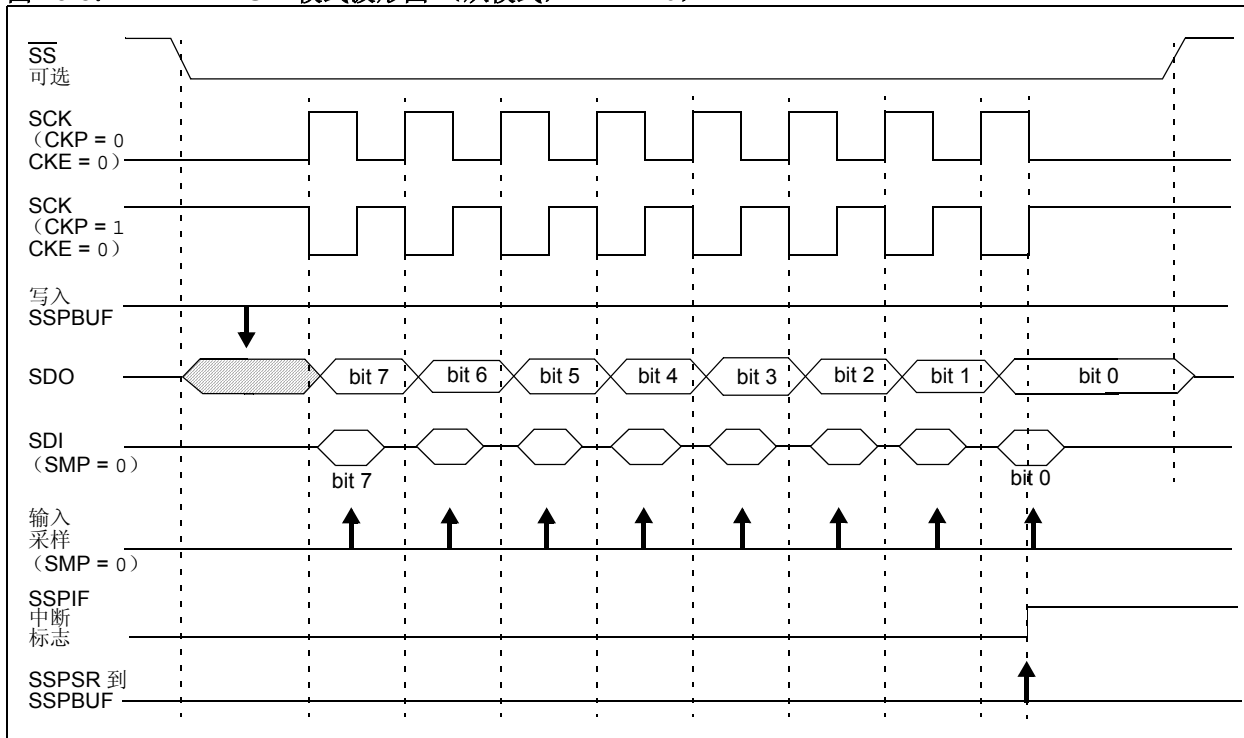 SS
可选
SCK
（CKP = 0
CKE = 0）
SCK
（CKP = 1
CKE = 0）
写入
SSPBUF
SDO
bit 7 bit 6 bit 5 bit 4 bit 3 bit 2 bit 1 bit 0
SDI
（SMP = 0）
bit 7 bit 0
输入
采样
（SMP = 0）
SSPIF
中断
标志
SSPSR 到
SSPBUF